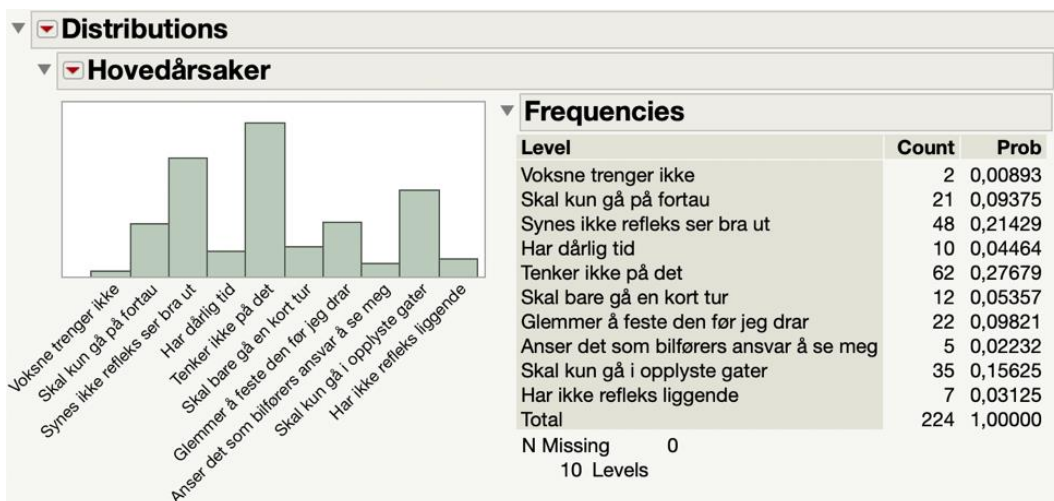 Distributions
Hovedårsaker
Voksne trenger ikke
Skal kun gå på fortau
Synes ikke refleks ser bra ut
Har dårlig tid
Tenker ikke på det
Skal bare gå en kort tur
Glemmer å feste den før jeg drar
Anser det som bilførers ansvar å se meg
Skal kun gå i opplyste gater
Har ikke refleks liggende
Frequencies
Level Count Prob
Voksne trenger ikke 2 0,00893
Skal kun gå på fortau 21 0,09375
Synes ikke refleks ser bra ut 48 0,21429
Har dårlig tid 10 0,04464
Tenker ikke på det 62 0,27679
Skal bare gå en kort tur 12 0,05357
Glemmer å feste den før jeg drar 22 0,09821
Anser det som bilførers ansvar å se meg 5 0,02232
Skal kun gå i opplyste gater 35 0,15625
Har ikke refleks liggende 7 0,03125
Total 224 1,00000
N Missing 0
10 Levels